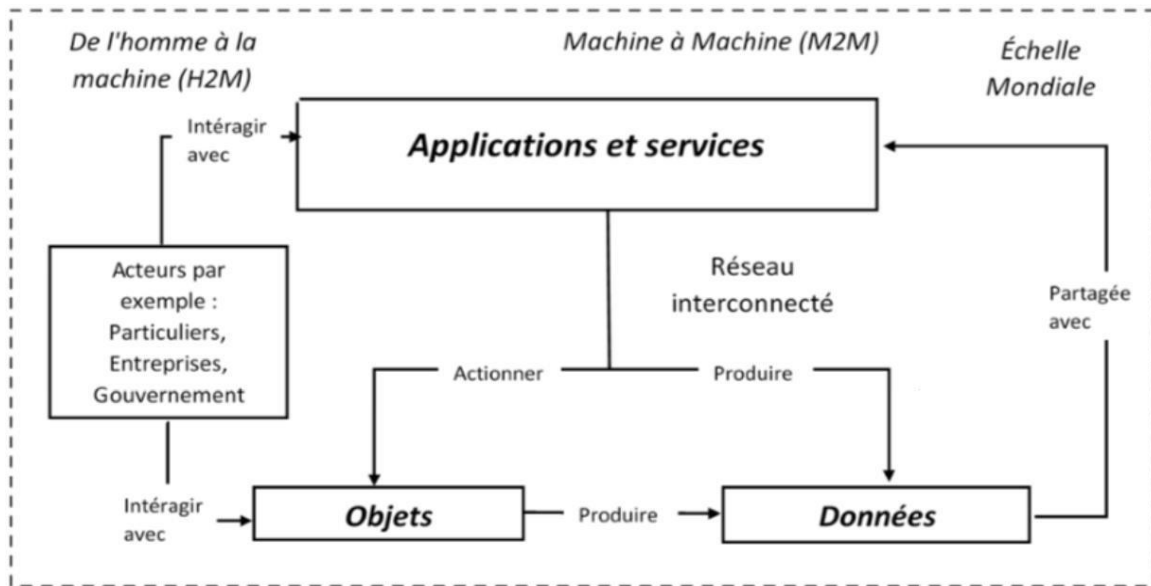 De l'homme à la
machine (H2M)
Machine à Machine (M2M)
Échelle
Mondiale
Intéragir
avec
Applications et services
Acteurs par
exemple :
Particuliers,
Entreprises,
Gouvernement
Réseau
interconnecté
Partagée
avec
Actionner
Produire
Intéragir
avec
Objets
Produire
Données